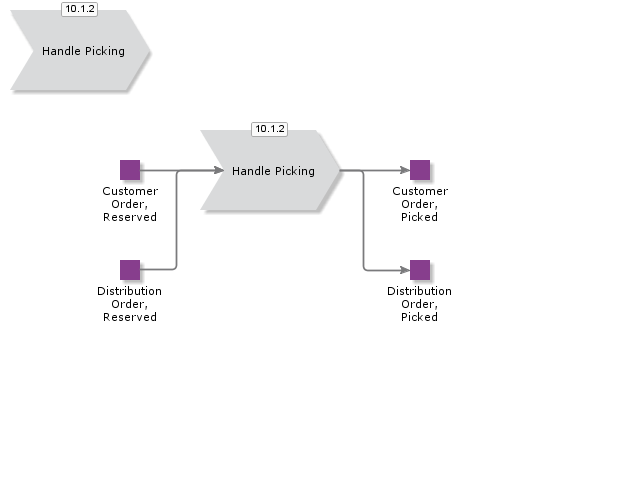 10.1.2
Handle Picking
10.1.2
Handle Picking
Customer
Order,
Reserved
Customer
Order,
Picked
Distribution
Order,
Reserved
Distribution
Order,
Picked